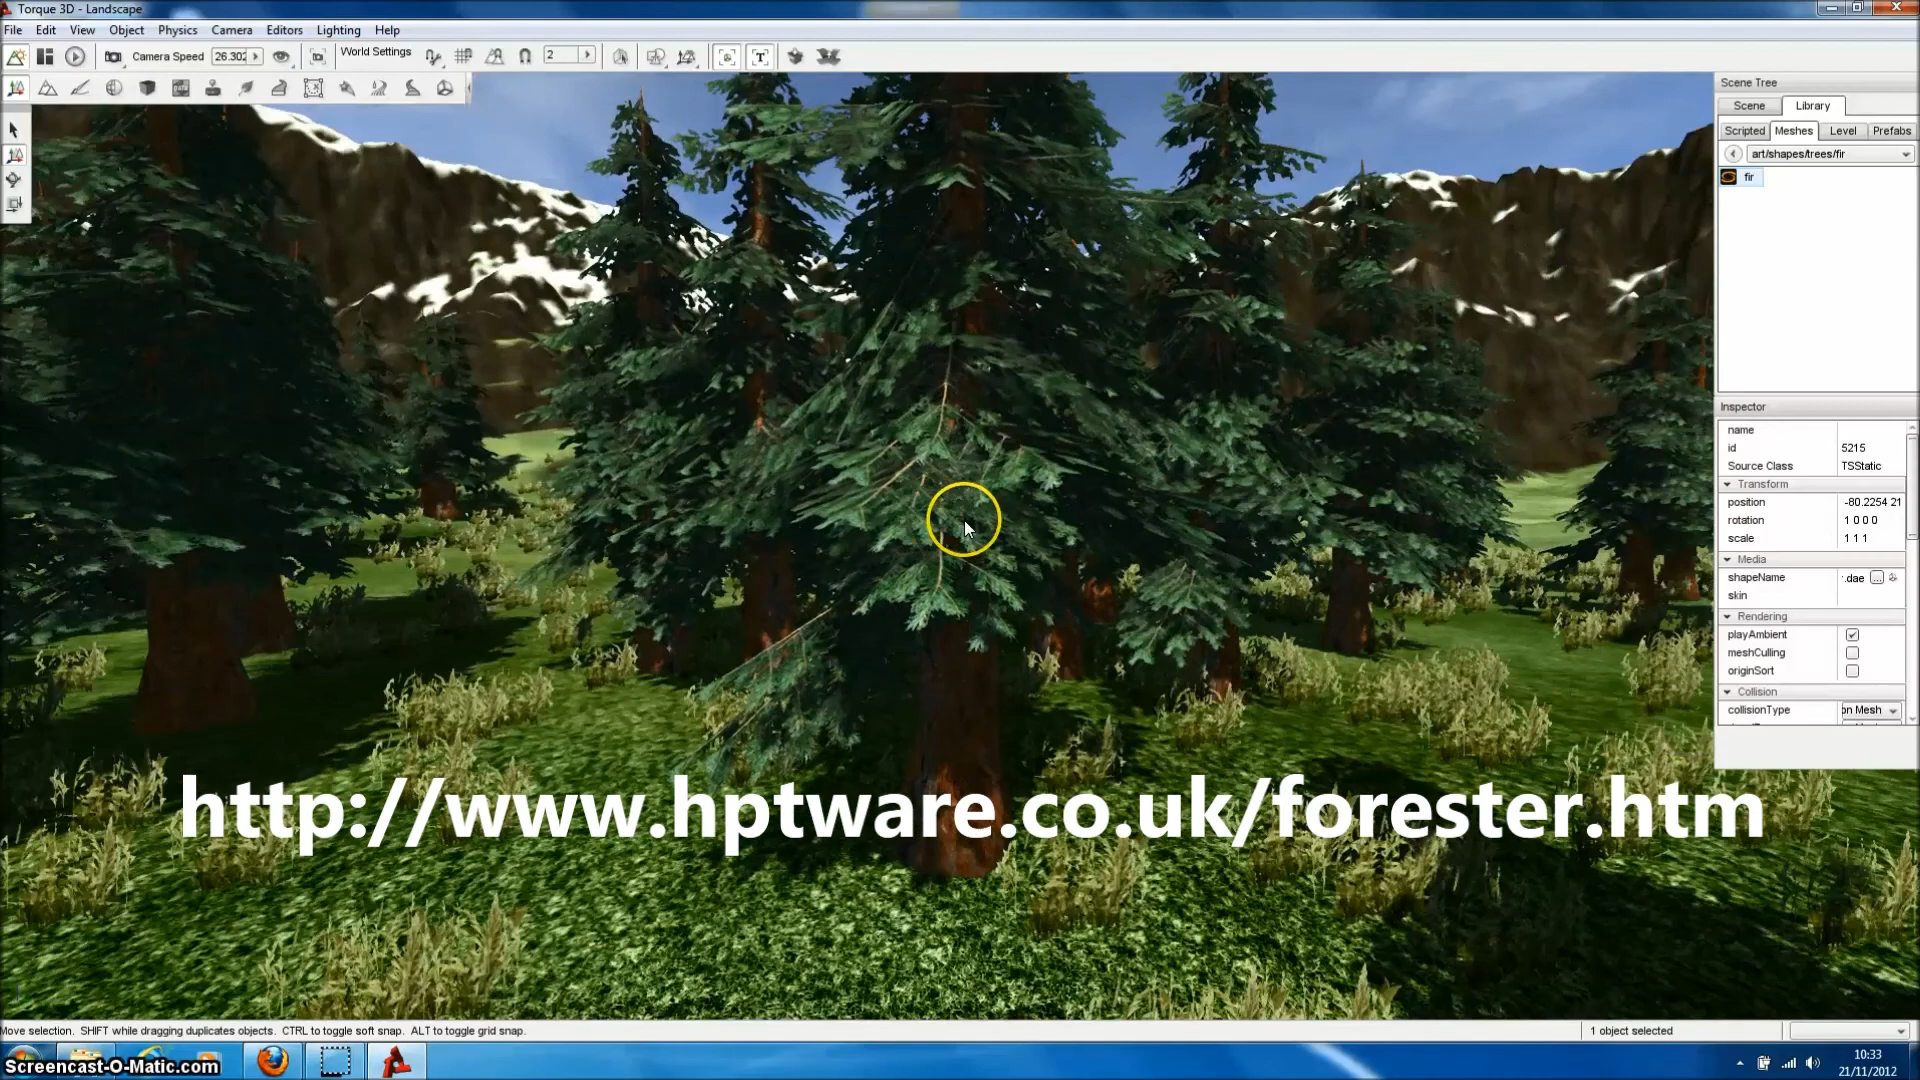 Torque 3D - Landscape
File Edit View Object Physics Camera Editors Lighting Help
Camera Speed 26.302 World Settings 2
Scene Tree
Scene Library
Scripted Meshes Level Prefabs
art/shapes/trees/fir
fir
Inspector
name
id 5215
Source Class TSStatic
Transform
position -80.2254 21
rotation 1 0 0 0
scale 1 1 1
Media
shapeName .dae ...
skin
Rendering
playAmbient
meshCulling
originSort
Collision
collisionType on Mesh
http://www.hptware.co.uk/forester.htm
Move selection. SHIFT while dragging duplicates objects. CTRL to toggle soft snap. ALT to toggle grid snap.
1 object selected
Screencast-O-Matic.com
10:33
21/11/2012